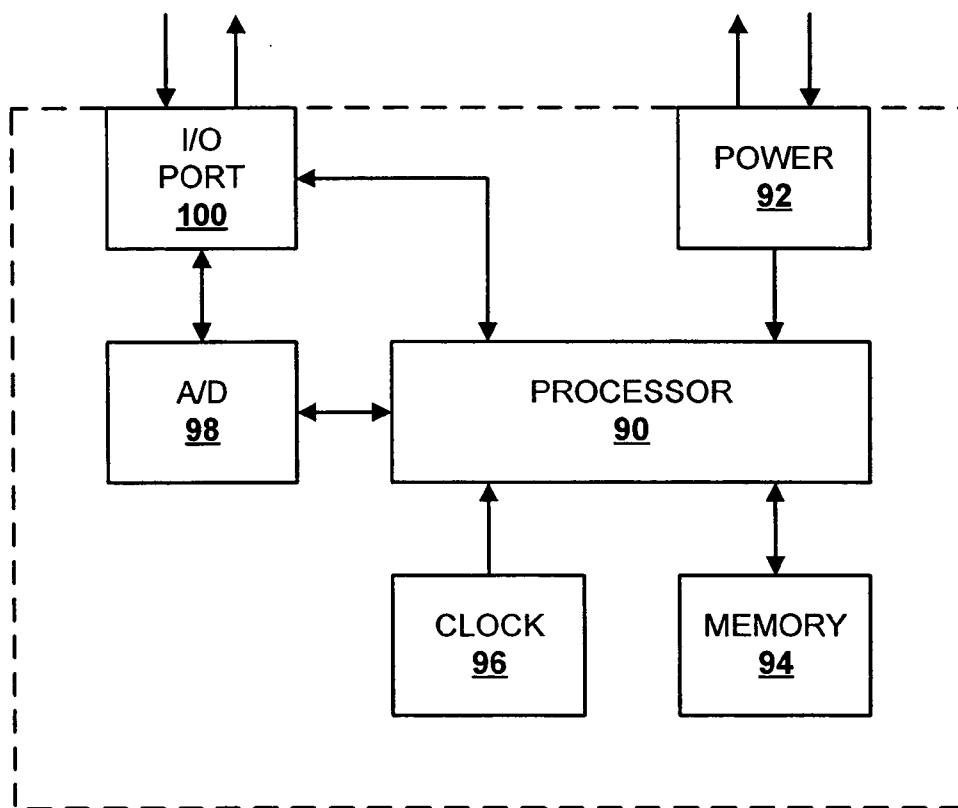 I/O
PORT
100
POWER
92
A/D
98
PROCESSOR
90
CLOCK
96
MEMORY
94